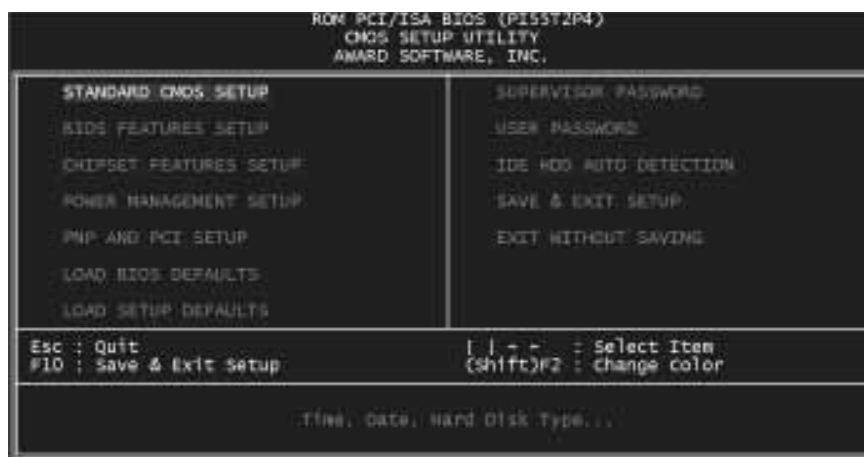 ROM PCI/ISA BIOS (PI55T2P4)
CMOS SETUP UTILITY
AWARD SOFTWARE, INC.
STANDARD CMOS SETUP
BIOS FEATURES SETUP
CHIPSET FEATURES SETUP
POWER MANAGEMENT SETUP
PNP AND PCI SETUP
LOAD BIOS DEFAULTS
LOAD SETUP DEFAULTS
SUPERVISOR PASSWORD
USER PASSWORD
IDE HDD AUTO DETECTION
SAVE & EXIT SETUP
EXIT WITHOUT SAVING
Esc : Quit
F10 : Save & Exit Setup
: Select Item
(Shift)F2 : Change Color
Time, Date, Hard Disk Type...